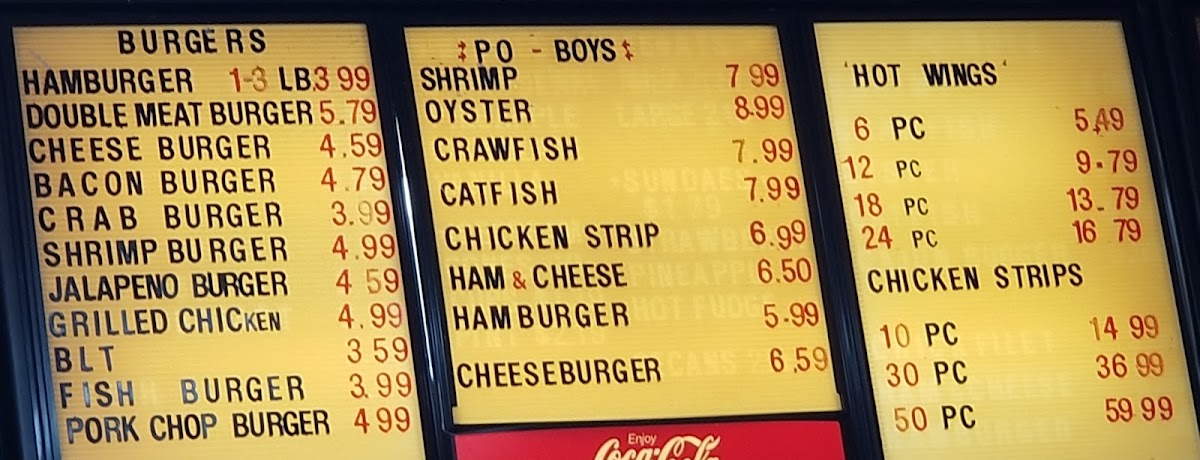 BURGERS
HAMBURGER 1-3 LB. 3 99
DOUBLE MEAT BURGER 5.79
CHEESE BURGER 4.59
BACON BURGER 4.79
CRAB BURGER 3.99
SHRIMP BURGER 4.99
JALAPENO BURGER 4 59
GRILLED CHICKEN 4.99
BLT 3 59
FISH BURGER 3.99
PORK CHOP BURGER 4 99
PO - BOYS
SHRIMP 7 99
OYSTER 8.99
CRAWFISH 7.99
CATFISH 7.99
CHICKEN STRIP 6.99
HAM & CHEESE 6.50
HAMBURGER 5.99
CHEESEBURGER 6.59
Enjoy
Coca-Cola
'HOT WINGS'
6 PC 5.49
12 PC 9.79
18 PC 13.79
24 PC 16 79
CHICKEN STRIPS
10 PC 14 99
30 PC 36 99
50 PC 59 99